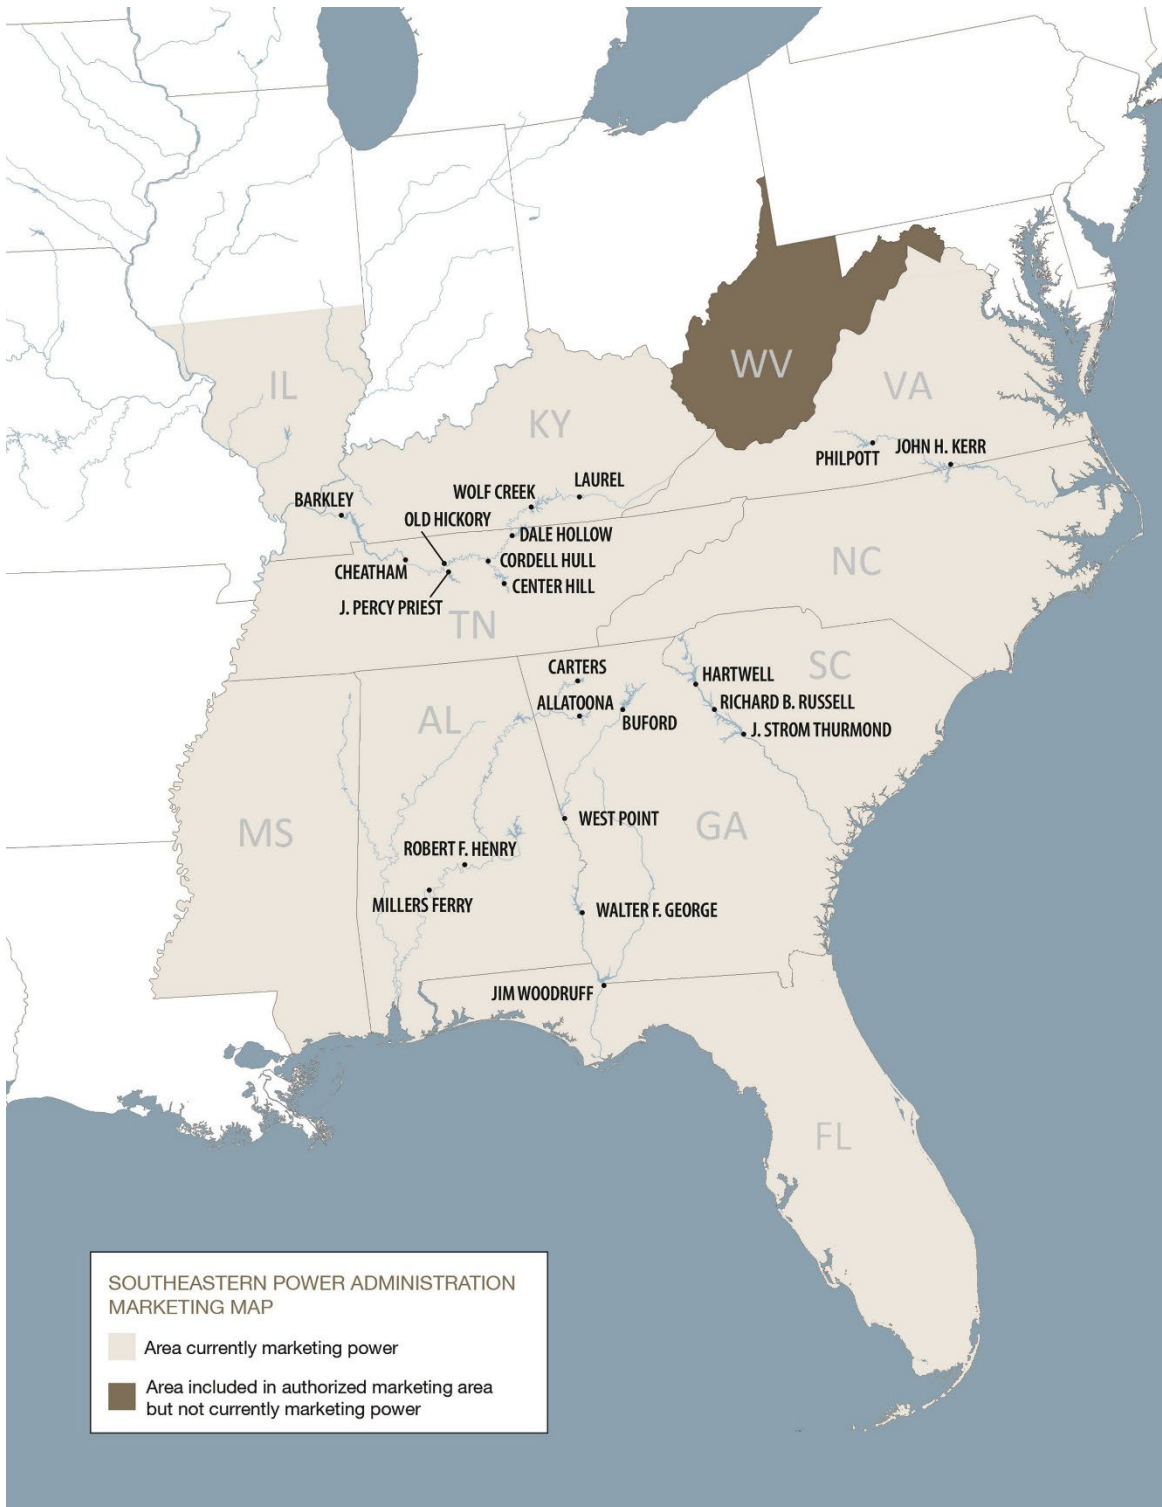 WV
IL
VA
KY
PHILPOTT
JOHN H. KERR
LAUREL
WOLF CREEK
BARKLEY
OLD HICKORY
DALE HOLLOW
CORDELL HULL
CHEATHAM
CENTER HILL
J. PERCY PRIEST
NC
TN
SC
CARTERS
HARTWELL
ALLATOONA
RICHARD B. RUSSELL
AL
BUFORD
J. STROM THURMOND
WEST POINT
GA
MS
ROBERT F. HENRY
MILLERS FERRY
WALTER F. GEORGE
JIM WOODRUFF
FL
SOUTHEASTERN POWER ADMINISTRATION
MARKETING MAP
Area currently marketing power
Area included in authorized marketing area
but not currently marketing power